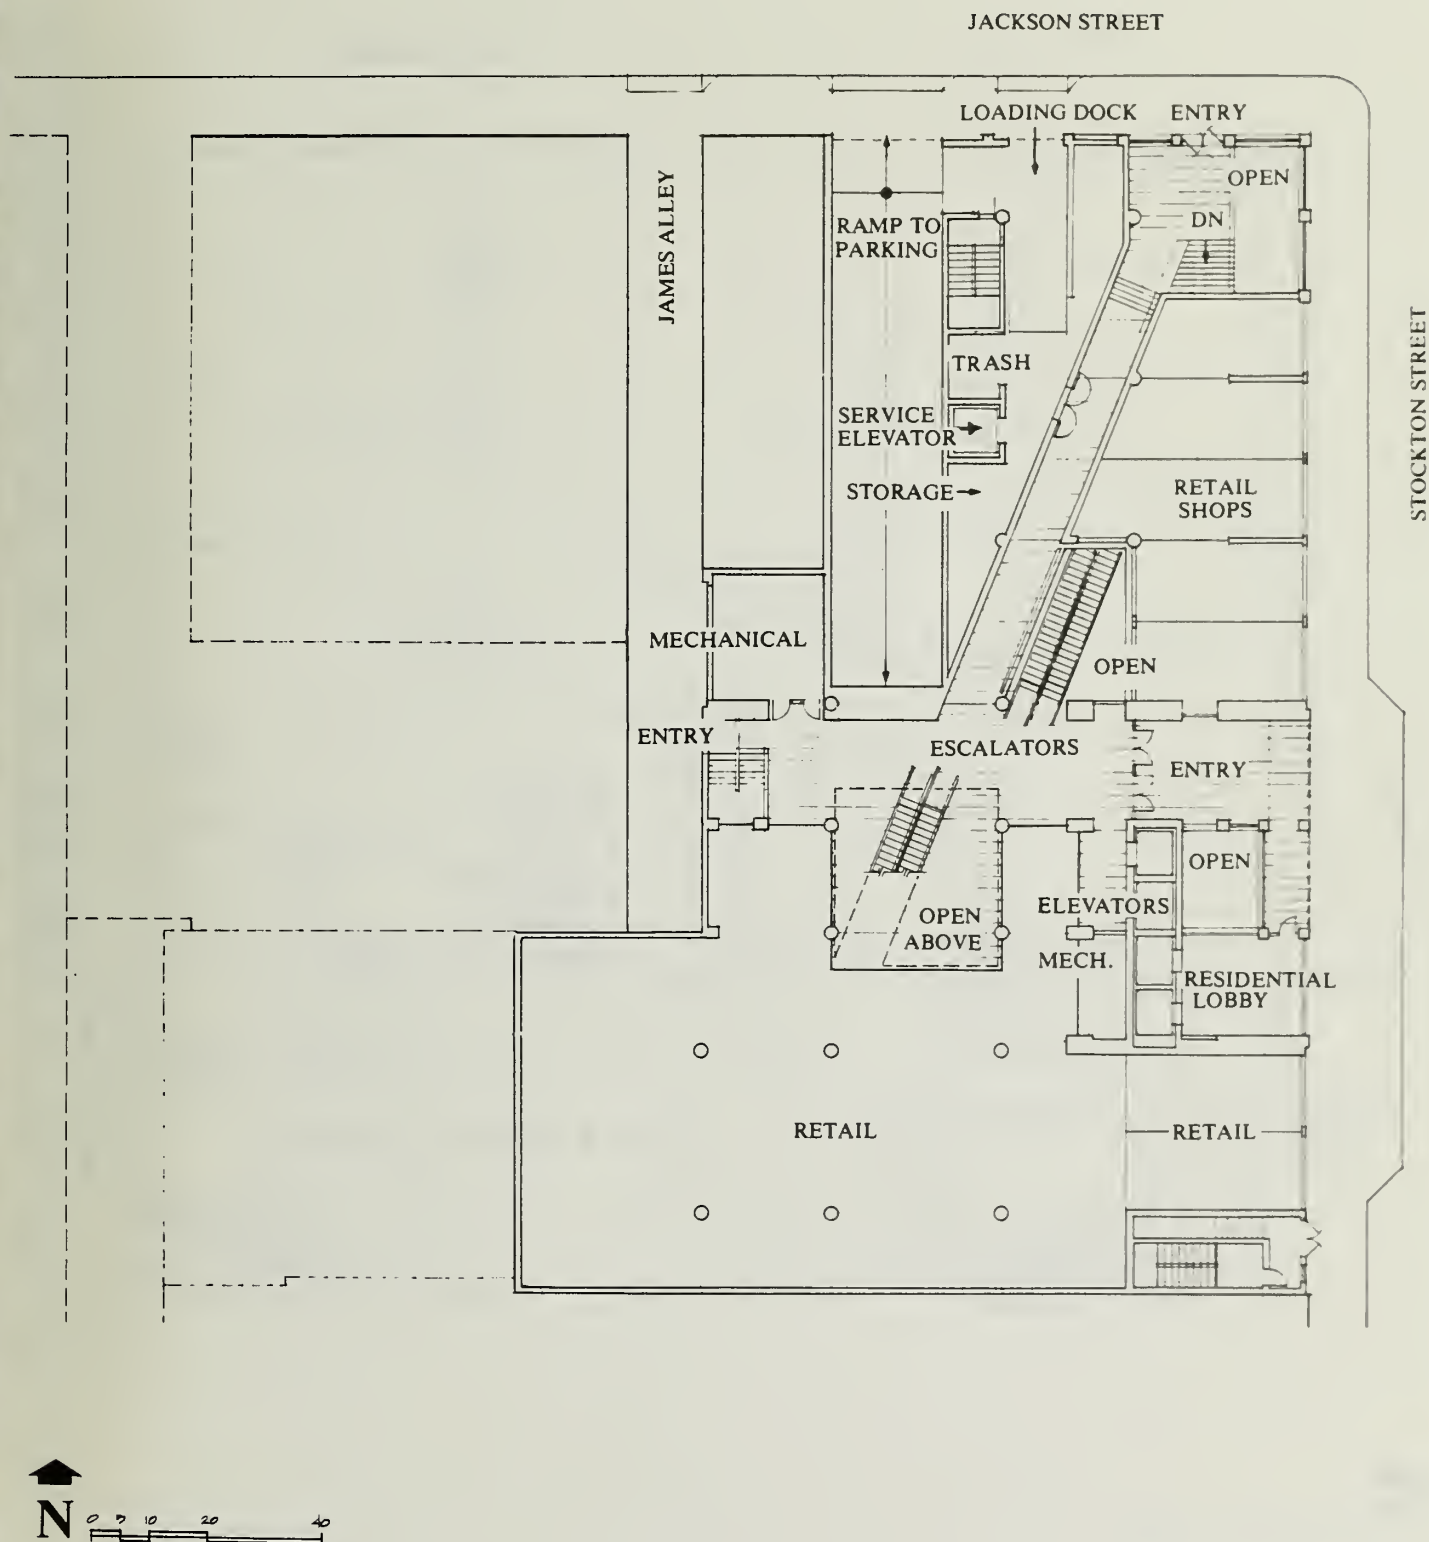 JACKSON STREET
LOADING DOCK
ENTRY
OPEN
DN
JAMES ALLEY
RAMP TO
PARKING
STOCKTON STREET
TRASH
SERVICE
ELEVATOR
STORAGE
RETAIL
SHOPS
MECHANICAL
OPEN
ENTRY
ESCALATORS
ENTRY
OPEN
ELEVATORS
OPEN
ABOVE
MECH.
RESIDENTIAL
LOBBY
RETAIL
RETAIL
N
0 5 10 20 40